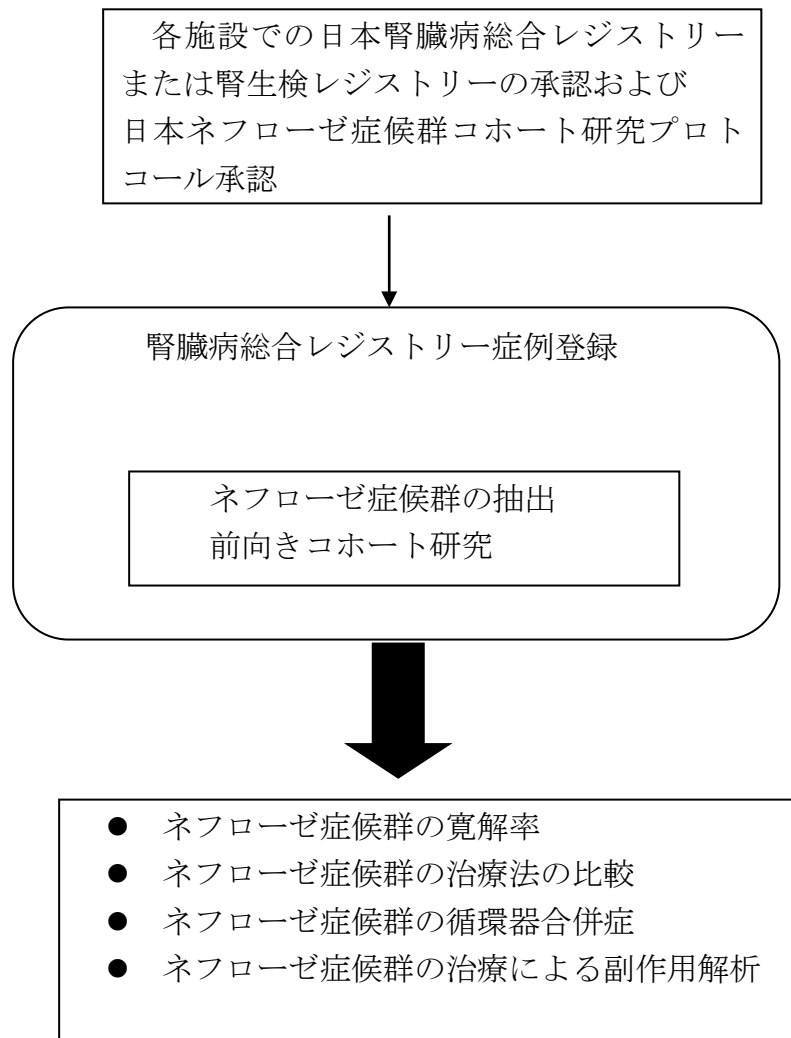 各施設での日本腎臓病総合レジストリー
または腎生検レジストリーの承認および
日本ネフローゼ症候群コホート研究プロト
コール承認
腎臓病総合レジストリー症例登録
ネフローゼ症候群の抽出
前向きコホート研究
● ネフローゼ症候群の寛解率
● ネフローゼ症候群の治療法の比較
● ネフローゼ症候群の循環器合併症
● ネフローゼ症候群の治療による副作用解析